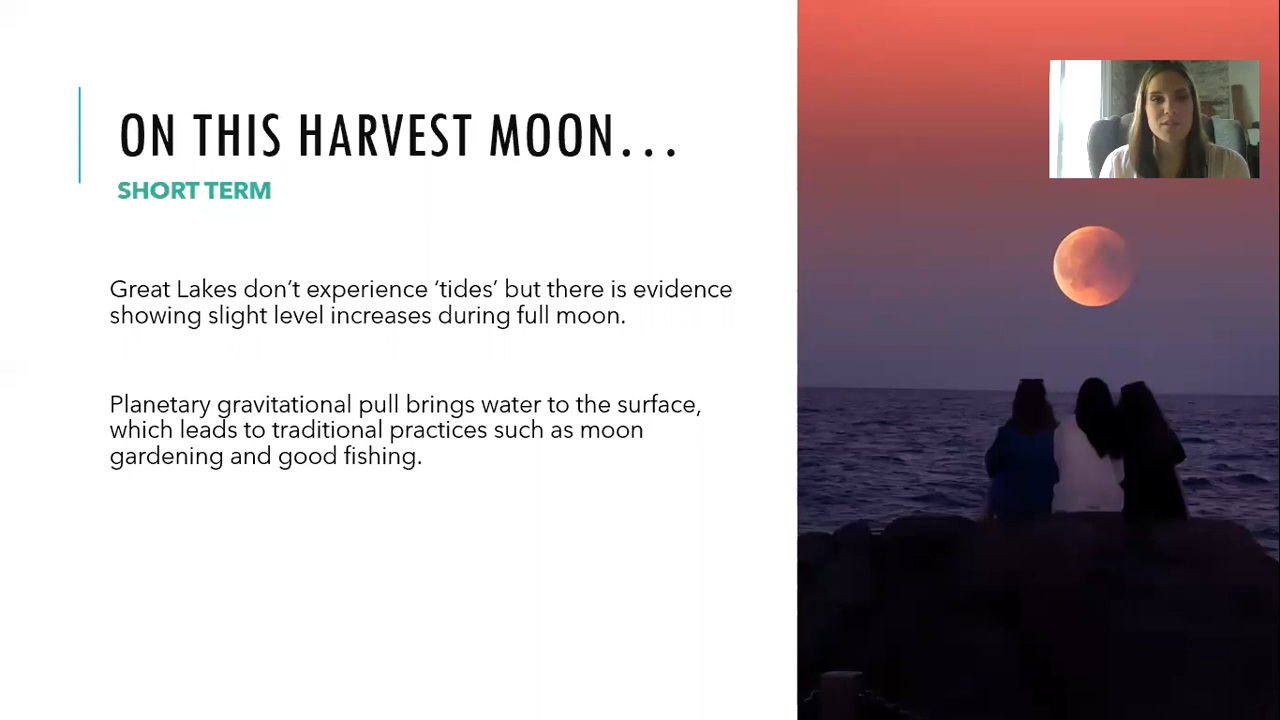 ON THIS HARVEST MOON...
SHORT TERM
Great Lakes don’t experience ‘tides’ but there is evidence
showing slight level increases during full moon.
Planetary gravitational pull brings water to the surface,
which leads to traditional practices such as moon
gardening and good fishing.